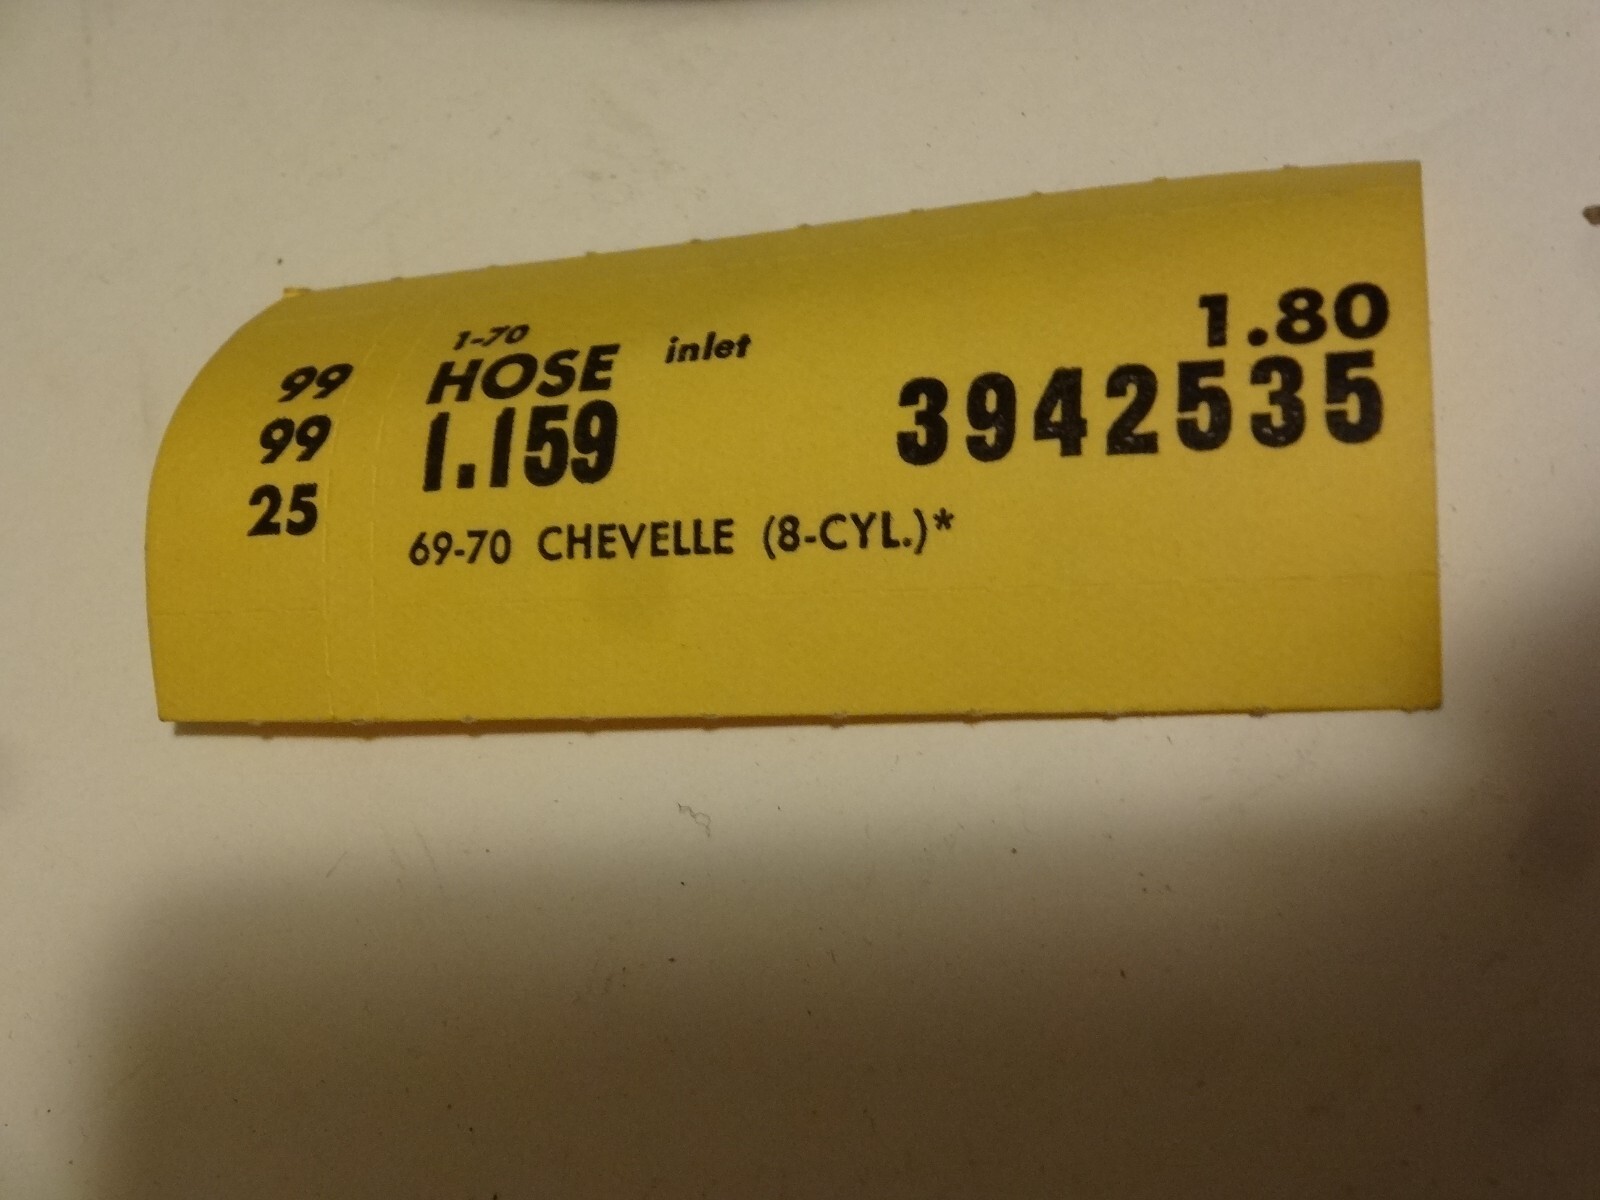 1-70
99 HOSE inlet 1.80
99 1.159 3942535
25 69-70 CHEVELLE (8-CYL.)*